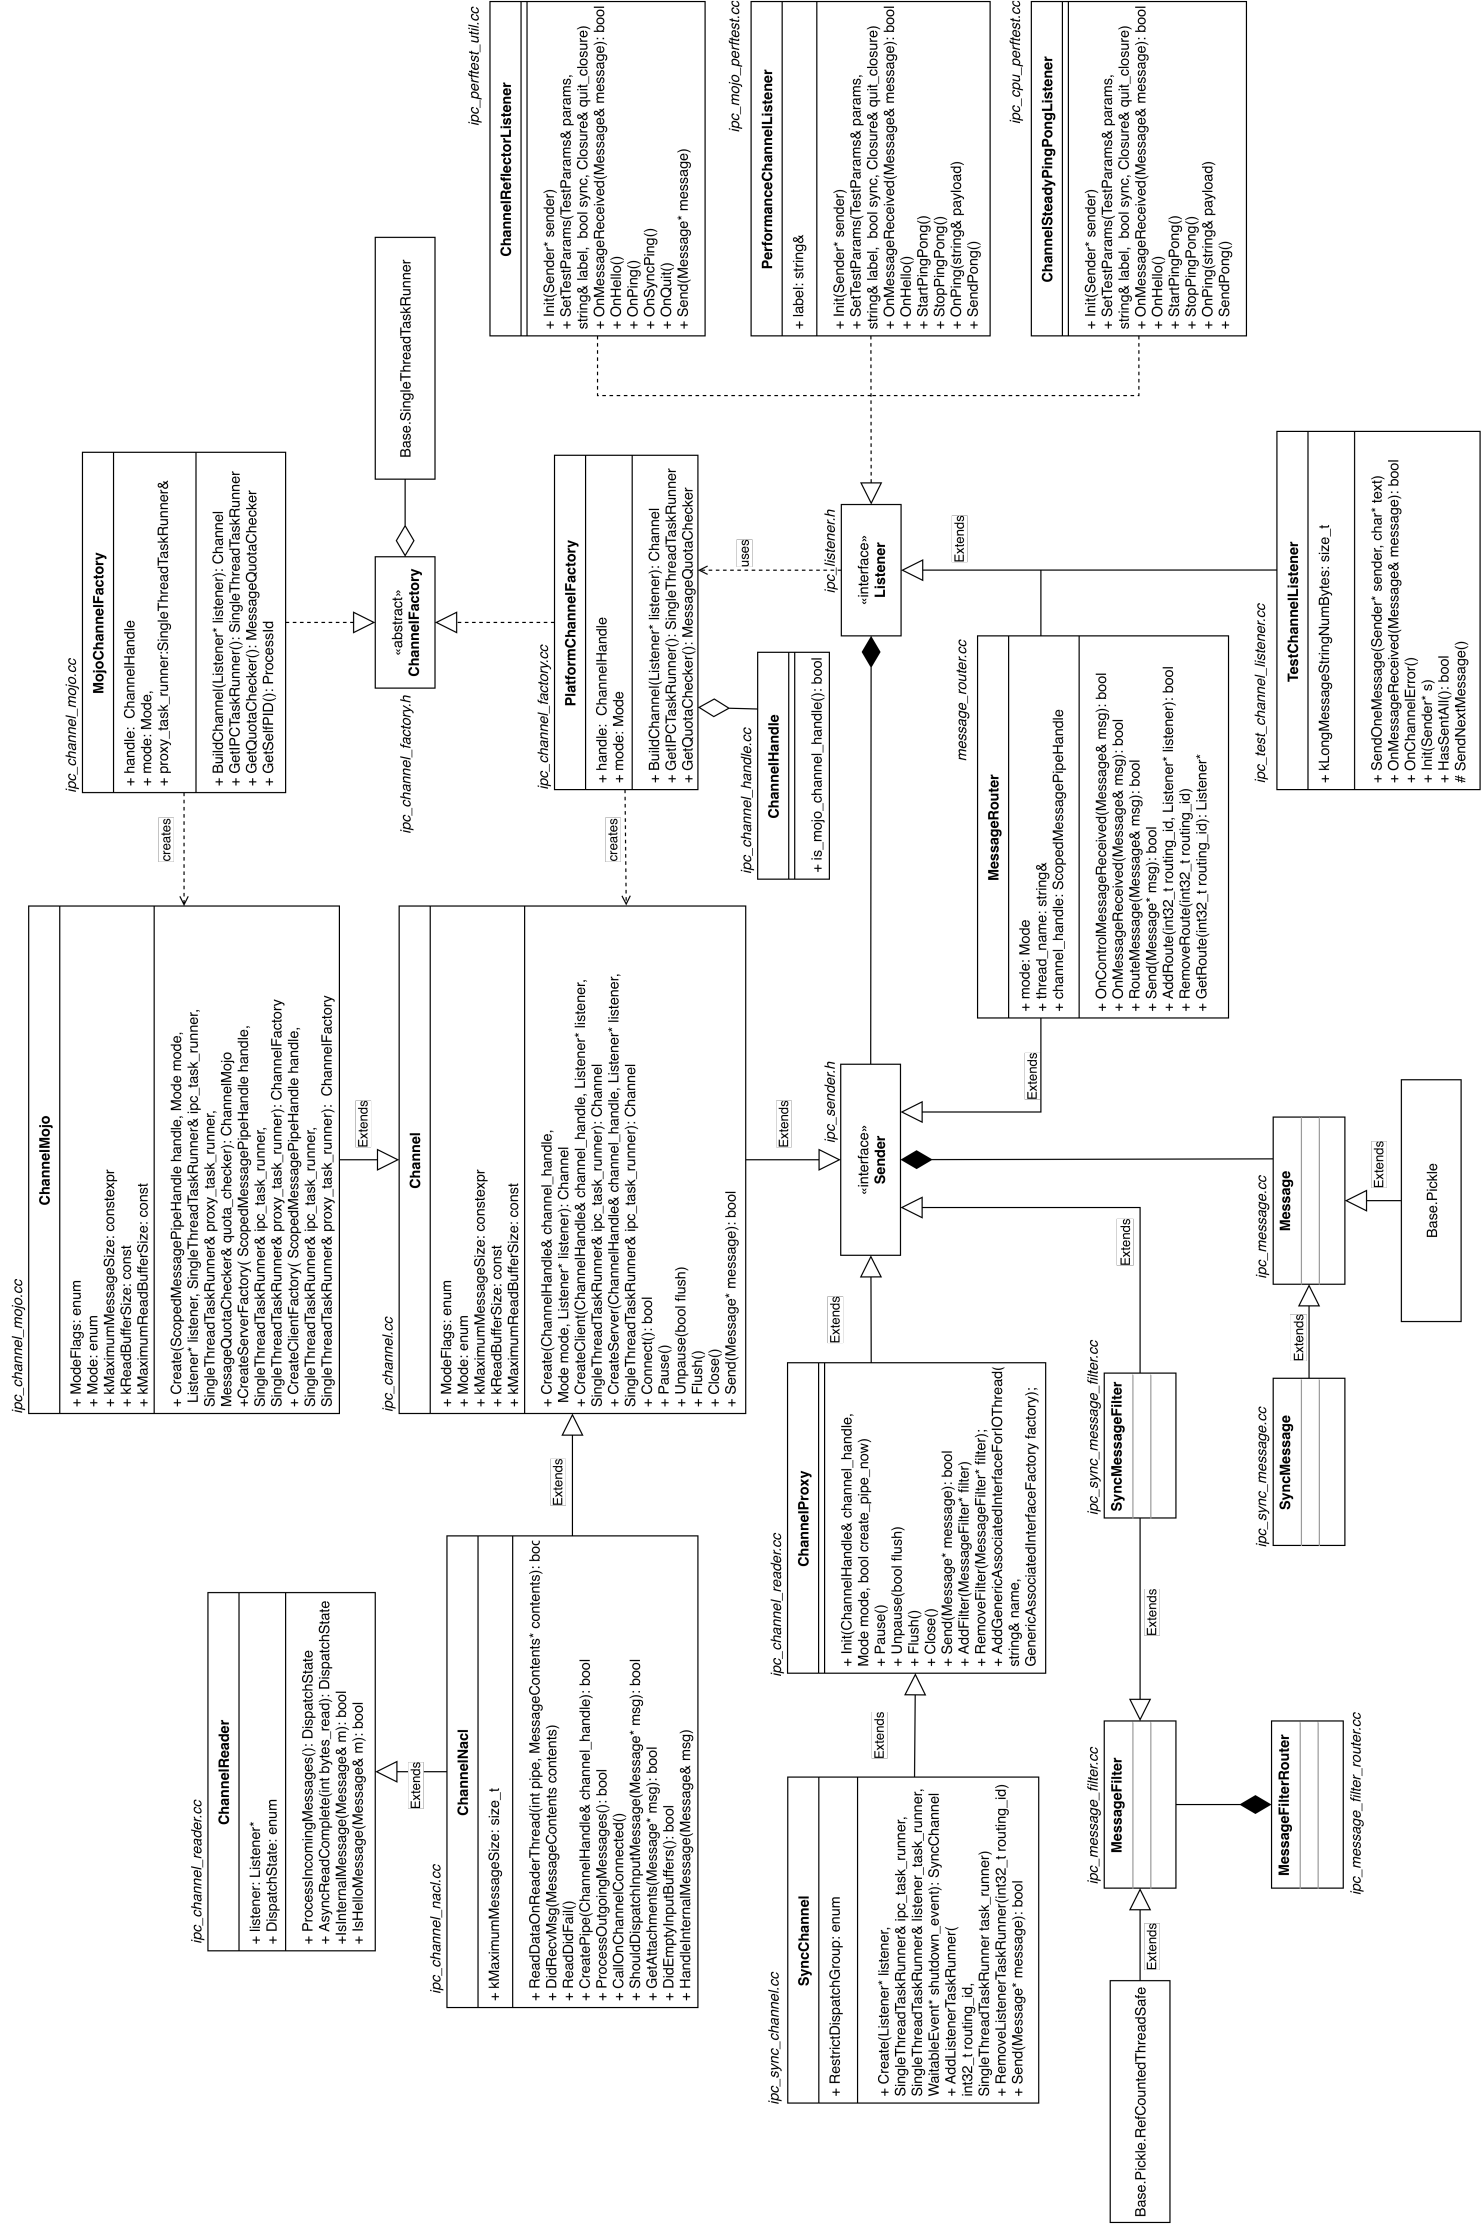 ipc_channel_reader.cc
ChannelReader
+ listener: Listener*
+ DispatchState: enum
+ ProcessIncomingMessages(): DispatchState
+ AsyncReadComplete(int bytes_read): DispatchState
+IsInternalMessage(Message& m): bool
+ IsHelloMessage(Message& m): bool
Extends
ipc_channel_mojo.cc
ChannelMojo
+ ModeFlags: enum
+ Mode: enum
+ kMaximumMessageSize: constexpr
+ kReadBufferSize: const
+ kMaximumReadBufferSize: const
+ Create(ScopedMessagePipeHandle handle, Mode mode,
Listener* listener, SingleThreadTaskRunner& ipc_task_runner,
SingleThreadTaskRunner& proxy_task_runner,
MessageQuotaChecker& quota_checker): ChannelMojo
+CreateServerFactory( ScopedMessagePipeHandle handle,
SingleThreadTaskRunner& ipc_task_runner,
SingleThreadTaskRunner& proxy_task_runner): ChannelFactory
+ CreateClientFactory( ScopedMessagePipeHandle handle,
SingleThreadTaskRunner& ipc_task_runner,
SingleThreadTaskRunner& proxy_task_runner): ChannelFactory
Extends
creates
ipc_channel_mojo.cc
MojoChannelFactory
+ handle: ChannelHandle
+ mode: Mode,
+ proxy_task_runner:SingleThreadTaskRunner&
+ BuildChannel(Listener* listener): Channel
+ GetIPCTaskRunner(): SingleThreadTaskRunner
+ GetQuotaChecker(): MessageQuotaChecker
+ GetSelfPID(): ProcessId
ipc_channel_factory.h
«abstract»
ChannelFactory
Base.SingleThreadTaskRunner
ipc_channel_nacl.cc
ChannelNacl
+ kMaximumMessageSize: size_t
+ ReadDataOnReaderThread(int pipe, MessageContents* contents): boc
+ DidRecvMsg(MessageContents contents)
+ ReadDidFail()
+ CreatePipe(ChannelHandle& channel_handle): bool
+ ProcessOutgoingMessages(): bool
+ CallOnChannelConnected()
+ ShouldDispatchInputMessage(Message* msg): bool
+ GetAttachments(Message* msg): bool
+ DidEmptyInputBuffers(): bool
+ HandleInternalMessage(Message& msg)
Extends
ipc_channel.cc
Channel
+ ModeFlags: enum
+ Mode: enum
+ kMaximumMessageSize: constexpr
+ kReadBufferSize: const
+ kMaximumReadBufferSize: const
+ Create(ChannelHandle& channel_handle,
Mode mode, Listener* listener): Channel
+ CreateClient(ChannelHandle& channel_handle, Listener* listener,
SingleThreadTaskRunner& ipc_task_runner): Channel
+ CreateServer(ChannelHandle& channel_handle, Listener* listener,
SingleThreadTaskRunner& ipc_task_runner): Channel
+ Connect(): bool
+ Pause()
+ Unpause(bool flush)
+ Flush()
+ Close()
+ Send(Message* message): bool
Extends
creates
ipc_channel_factory.cc
PlatformChannelFactory
+ handle: ChannelHandle
+ mode: Mode
+ BuildChannel(Listener* listener): Channel
+ GetIPCTaskRunner(): SingleThreadTaskRunner
+ GetQuotaChecker(): MessageQuotaChecker
uses
ipc_perftest_util.cc
ChannelReflectorListener
+ Init(Sender* sender)
+ SetTestParams(TestParams& params,
string& label, bool sync, Closure& quit_closure)
+ OnMessageReceived(Message& message): bool
+ OnHello()
+ OnPing()
+ OnSyncPing()
+ OnQuit()
+ Send(Message* message)
ipc_channel_handle.cc
ChannelHandle
+ is_mojo_channel_handle(): bool
ipc_mojo_perftest.cc
PerformanceChannelListener
+ label: string&
+ Init(Sender* sender)
+ SetTestParams(TestParams& params,
string& label, bool sync, Closure& quit_closure)
+ OnMessageReceived(Message& message): bool
+ OnHello()
+ StartPingPong()
+ StopPingPong()
+ OnPing(string& payload)
+ SendPong()
ipc_sync_channel.cc
SyncChannel
+ RestrictDispatchGroup: enum
+ Create(Listener* listener,
SingleThreadTaskRunner& ipc_task_runner,
SingleThreadTaskRunner& listener_task_runner,
WaitableEvent* shutdown_event): SyncChannel
+ AddListenerTaskRunner(
int32_t routing_id,
SingleThreadTaskRunner task_runner)
+ RemoveListenerTaskRunner(int32_t routing_id)
+ Send(Message* message): bool
Extends
ipc_channel_reader.cc
ChannelProxy
+ Init(ChannelHandle& channel_handle,
Mode mode, bool create_pipe_now)
+ Pause()
+ Unpause(bool flush)
+ Flush()
+ Close()
+ Send(Message* message): bool
+ AddFilter(MessageFilter* filter)
+ RemoveFilter(MessageFilter* filter);
+ AddGenericAssociatedInterfaceForIOThread(
string& name,
GenericAssociatedInterfaceFactory factory);
Extends
ipc_sender.h
«interface»
Sender
ipc_listener.h
«interface»
Listener
Extends
message_router.cc
MessageRouter
+ mode: Mode
+ thread_name: string&
+ channel_handle: ScopedMessagePipeHandle
+ OnControlMessageReceived(Message& msg): bool
+ OnMessageReceived(Message& msg): bool
+ RouteMessage(Message& msg): bool
+ Send(Message* msg): bool
+ AddRoute(int32_t routing_id, Listener* listener): bool
+ RemoveRoute(int32_t routing_id)
+ GetRoute(int32_t routing_id): Listener*
Extends
ipc_cpu_perftest.cc
ChannelSteadyPingPongListener
+ Init(Sender* sender)
+ SetTestParams(TestParams& params,
string& label, bool sync, Closure& quit_closure)
+ OnMessageReceived(Message& message): bool
+ OnHello()
+ StartPingPong()
+ StopPingPong()
+ OnPing(string& payload)
+ SendPong()
Base.Pickle.RefCountedThreadSafe
Extends
ipc_message_filter.cc
MessageFilter
Extends
ipc_sync_message_filter.cc
SyncMessageFilter
Extends
MessageFilterRouter
ipc_message_filter_router.cc
ipc_sync_message.cc
SyncMessage
Extends
ipc_message.cc
Message
Extends
Base.Pickle
ipc_test_channel_listener.cc
TestChannelListener
+ kLongMessageStringNumBytes: size_t
+ SendOneMessage(Sender* sender, char* text)
+ OnMessageReceived(Message& message): bool
+ OnChannelError()
+ Init(Sender* s)
+ HasSentAll(): bool
# SendNextMessage()